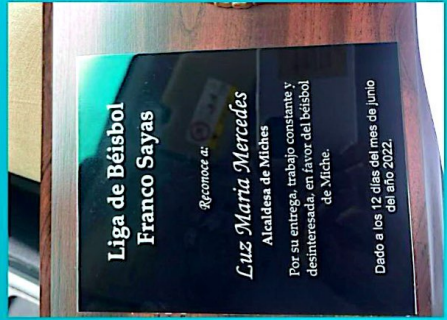 Liga de Béisbol
Franco Sayas
Reconoce a:
Luz Maria Mercedes
Alcaldesa de Miches
Por su entrega, trabajo constante y
desinteresada, en favor del béisbol
de Miche.
Dado a los 12 días del mes de junio
del año 2022.